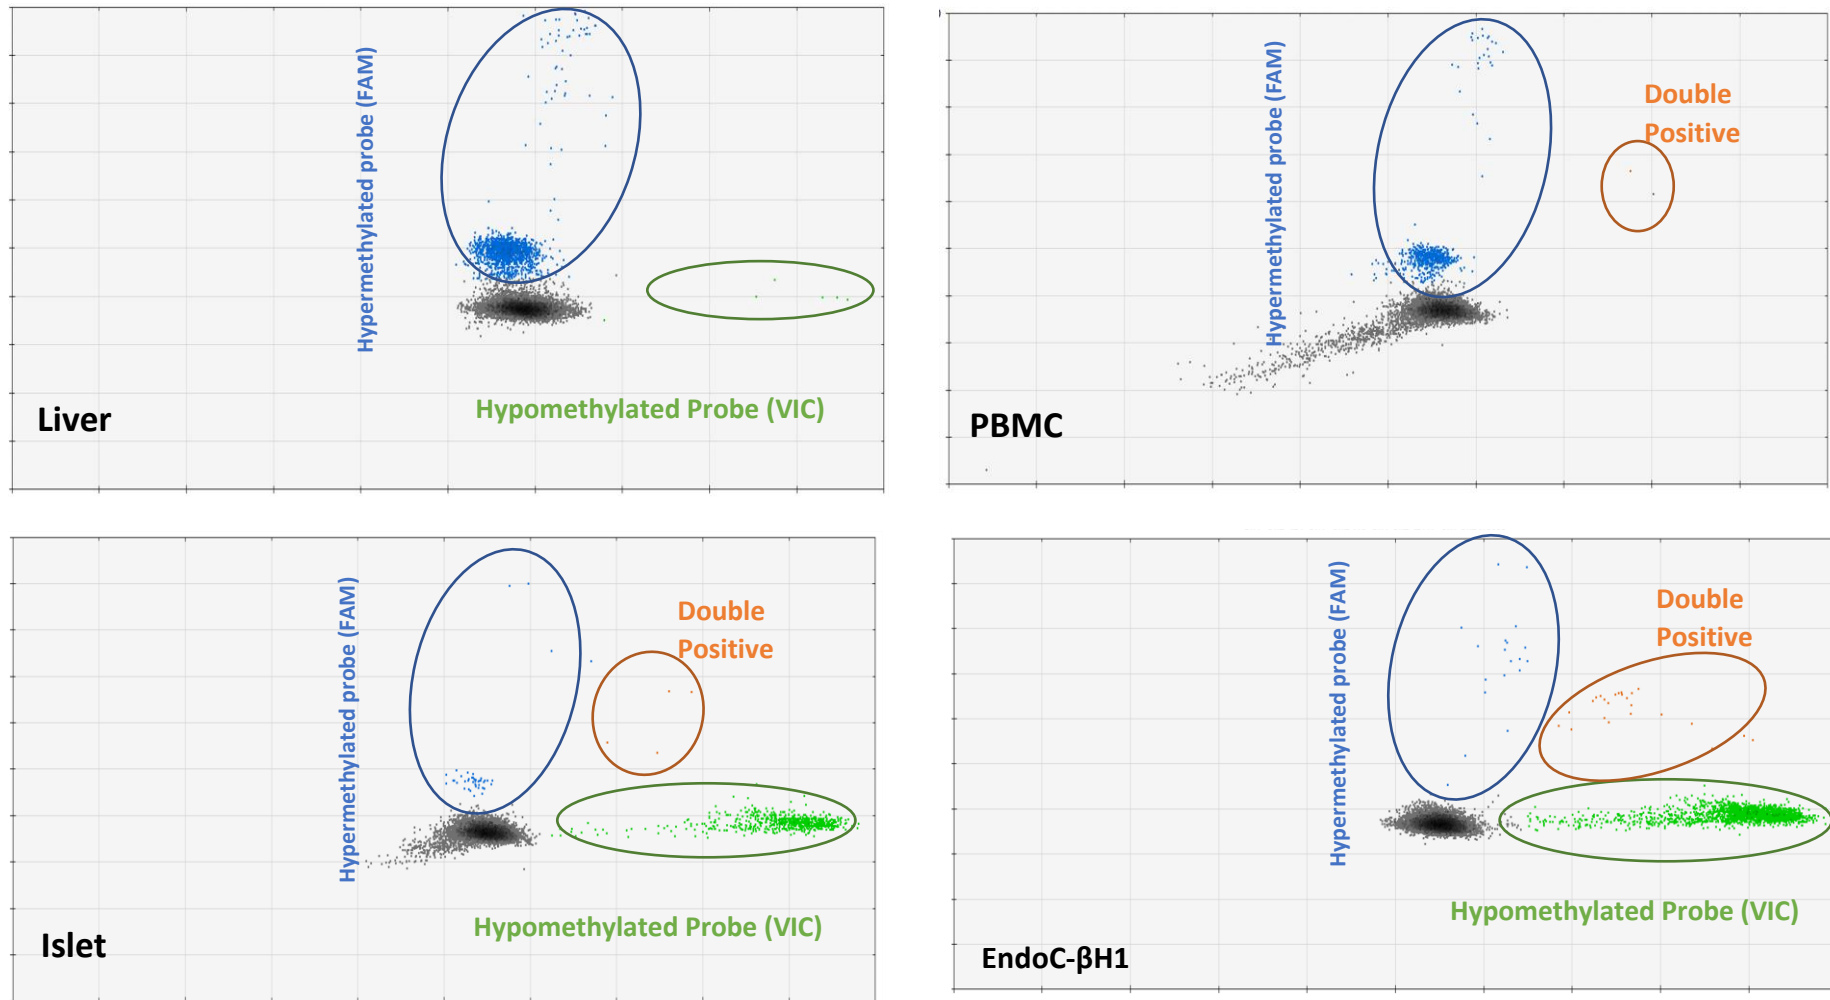 Hypermethylated probe (FAM)
Hypomethylated Probe (VIC)
Liver
Hypermethylated probe (FAM)
Double
Positive
PBMC
Hypermethylated probe (FAM)
Double
Positive
Hypomethylated Probe (VIC)
Islet
Hypermethylated probe (FAM)
Double
Positive
Hypomethylated Probe (VIC)
EndoC-βH1